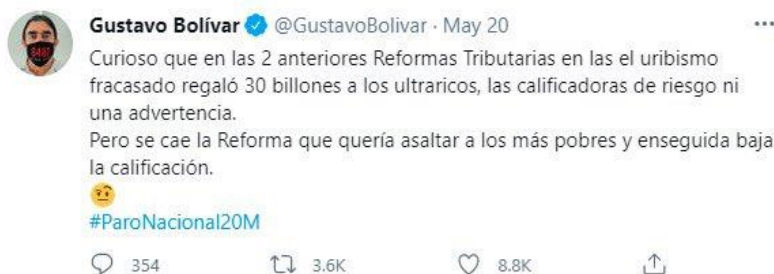 Gustavo Bolívar @GustavoBolivar · May 20
Curioso que en las 2 anteriores Reformas Tributarias en las el uribismo
fracasado regaló 30 billones a los ultraricos, las calificadoras de riesgo ni
una advertencia.
Pero se cae la Reforma que quería asaltar a los más pobres y enseguida baja
la calificación.
🤨
#ParoNacional20M
354 3.6K 8.8K